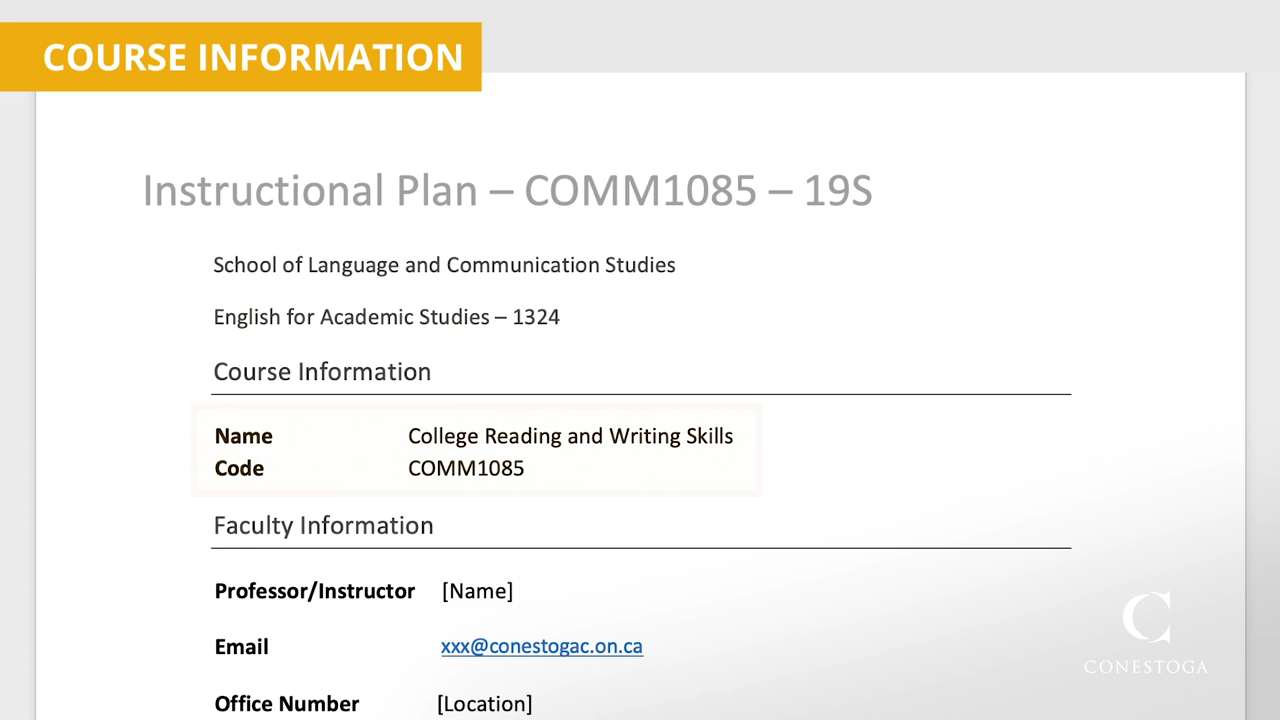 COURSE INFORMATION
Instructional Plan – COMM1085 – 19S
School of Language and Communication Studies
English for Academic Studies – 1324
Course Information
Name College Reading and Writing Skills
Code COMM1085
Faculty Information
Professor/Instructor [Name]
Email xxx@conestogac.on.ca
Office Number [Location]
C
CONESTOGA